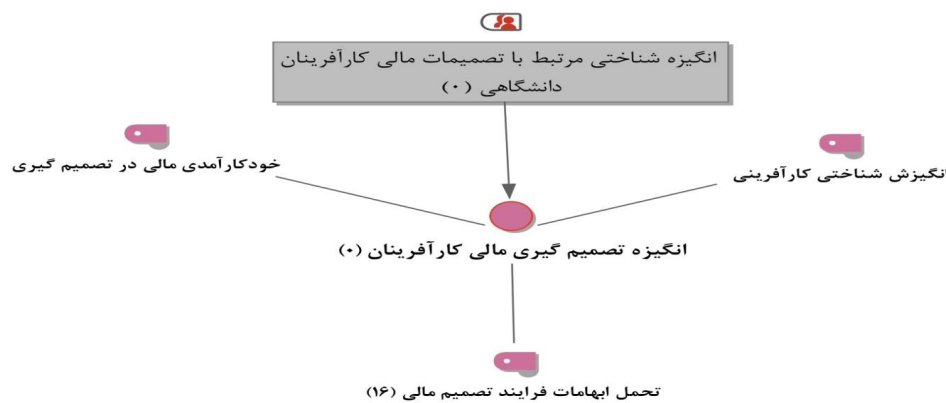 انگیزه شناختی مرتبط با تصمیمات مالی کارآفرینان
دانشگاهی (۰)
خودکارآمدی مالی در تصمیم گیری
انگیزش شناختی کارآفرینی
انگیزه تصمیم گیری مالی کارآفرینان (۰)
تحمل ابهامات فرایند تصمیم مالی (۱۶)